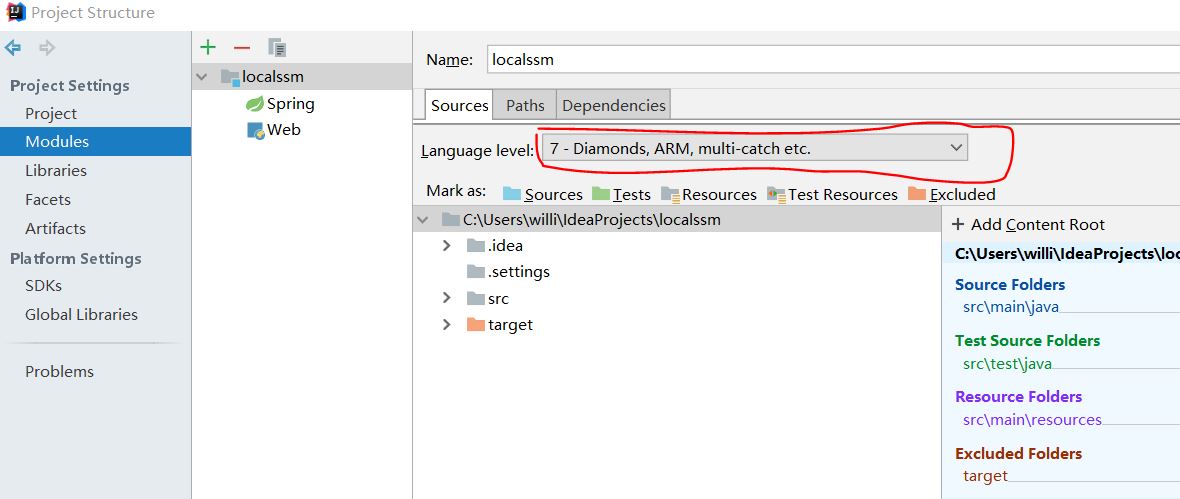 Project Structure
Project Settings
Project
Modules
Libraries
Facets
Artifacts
Platform Settings
SDKs
Global Libraries
Problems
localssm
Spring
Web
Name: localssm
Sources Paths Dependencies
Language level: 7 - Diamonds, ARM, multi-catch etc.
Mark as: Sources Tests Resources Test Resources Excluded
C:\Users\willi\IdeaProjects\localssm
.idea
.settings
src
target
+ Add Content Root
C:\Users\willi\IdeaProjects\loc
Source Folders
src\main\java
Test Source Folders
src\test\java
Resource Folders
src\main\resources
Excluded Folders
target